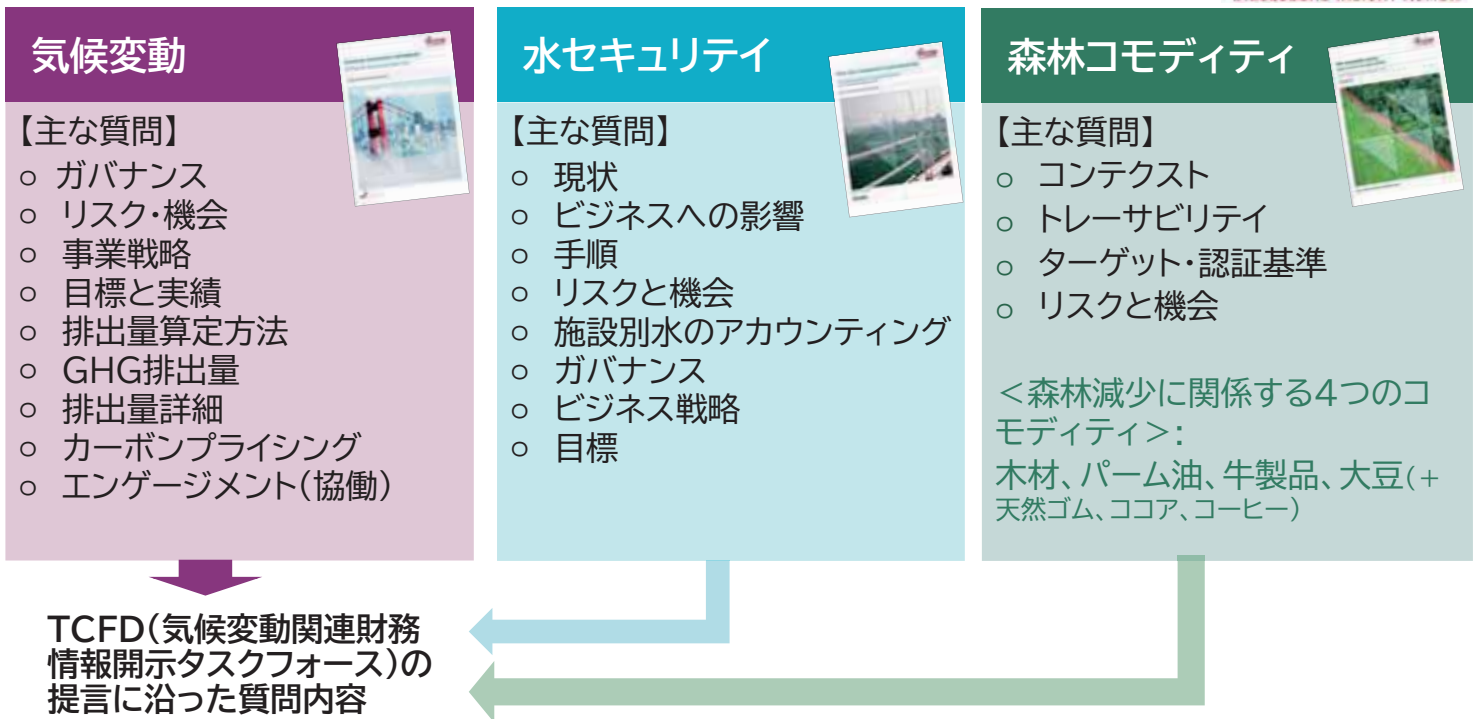 気候変動
【主な質問】
○ ガバナンス
○ リスク・機会
○ 事業戦略
○ 目標と実績
○ 排出量算定方法
○ GHG排出量
○ 排出量詳細
○ カーボンプライシング
○ エンゲージメント(協働)
水セキュリテイ
【主な質問】
○ 現状
○ ビジネスへの影響
○ 手順
○ リスクと機会
○ 施設別水のアカウンティング
○ ガバナンス
○ ビジネス戦略
○ 目標
森林コモディティ
【主な質問】
○ コンテクスト
○ トレーサビリテイ
○ ターゲット・認証基準
○ リスクと機会
<森林減少に関係する4つのコ
モディティ>:
木材、パーム油、牛製品、大豆(+
天然ゴム、ココア、コーヒー)
TCFD(気候変動関連財務
情報開示タスクフォース)の
提言に沿った質問内容